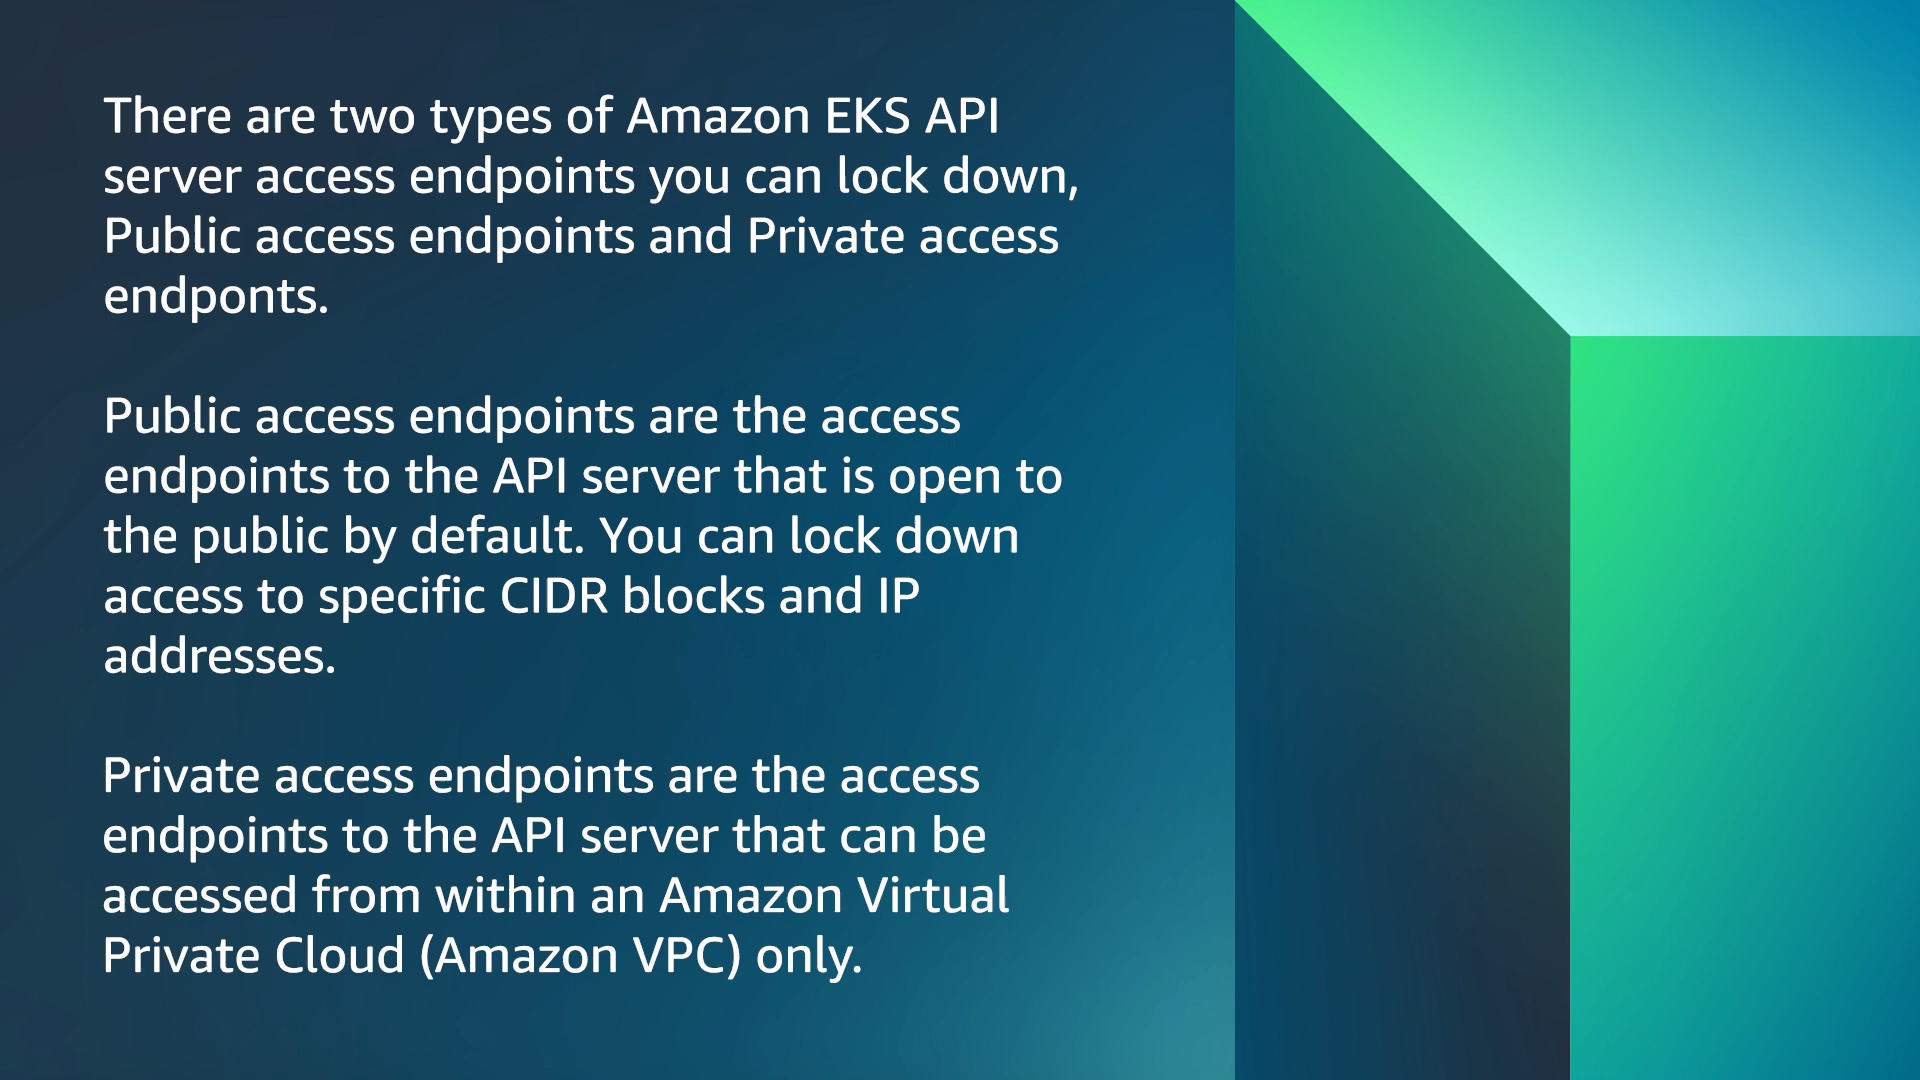 There are two types of Amazon EKS API
server access endpoints you can lock down,
Public access endpoints and Private access
endponts.
Public access endpoints are the access
endpoints to the API server that is open to
the public by default. You can lock down
access to specific CIDR blocks and IP
addresses.
Private access endpoints are the access
endpoints to the API server that can be
accessed from within an Amazon Virtual
Private Cloud (Amazon VPC) only.